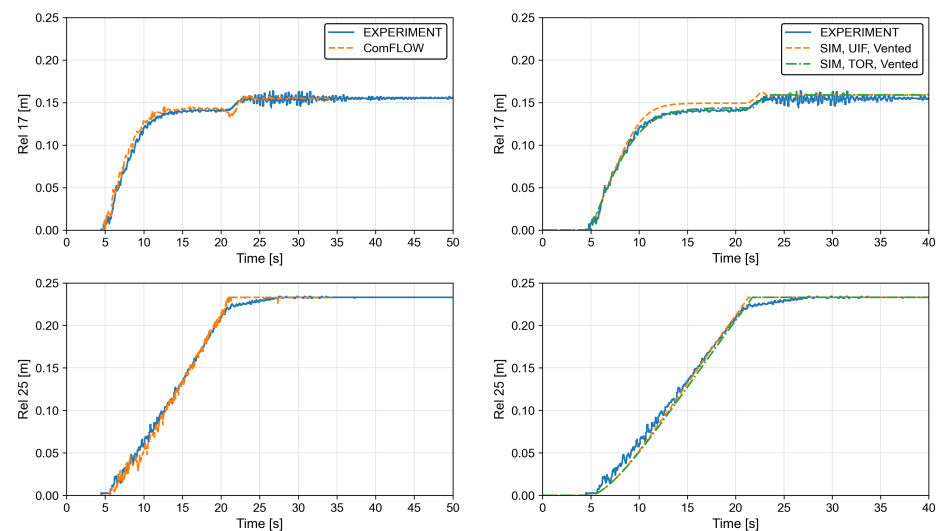 0.25
0.20
0.15
0.10
0.05
0.00
Rel 17 [m]
0 5 10 15 20 25 30 35 40 45 50
Time [s]
EXPERIMENT
ComFLOW
0.25
0.20
0.15
0.10
0.05
0.00
Rel 17 [m]
0 5 10 15 20 25 30 35 40
Time [s]
EXPERIMENT
SIM, UIF, Vented
SIM, TOR, Vented
0.25
0.20
0.15
0.10
0.05
0.00
Rel 25 [m]
0 5 10 15 20 25 30 35 40 45 50
Time [s]
0.25
0.20
0.15
0.10
0.05
0.00
Rel 25 [m]
0 5 10 15 20 25 30 35 40
Time [s]